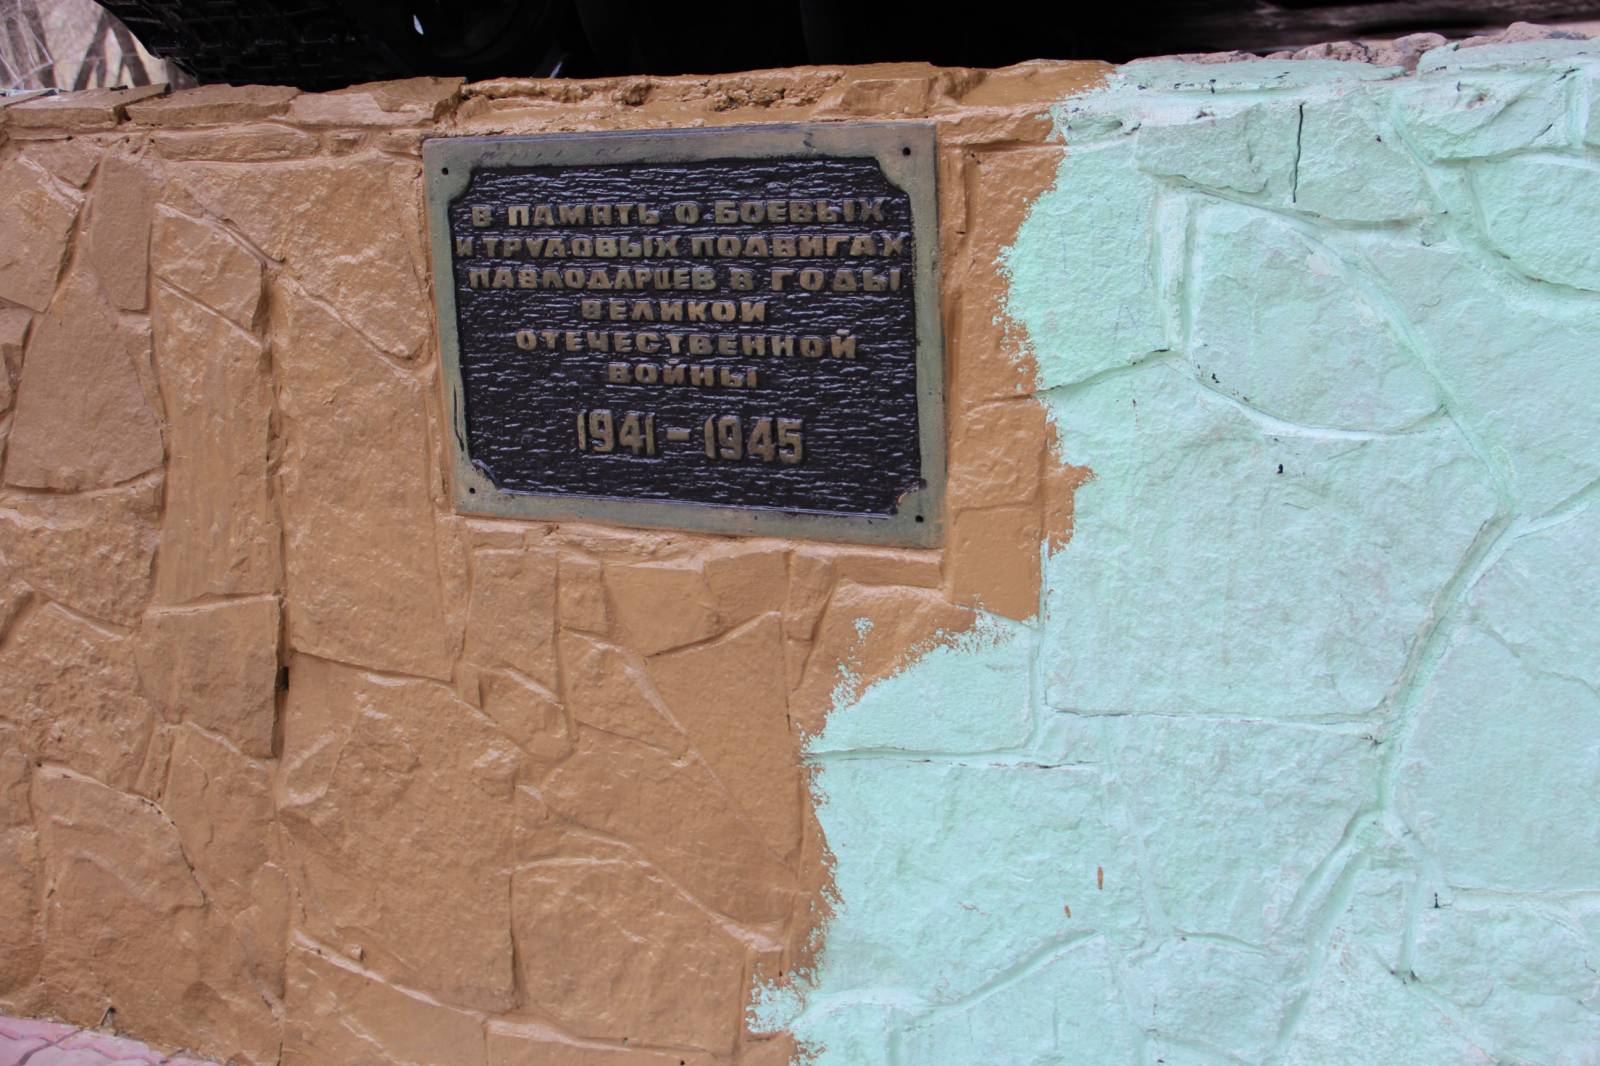 В ПАМЯТЬ О БОЕВЫХ
И ТРУДОВЫХ ПОДВИГАХ
ПАВЛОДАРЦЕВ В ГОДЫ
ВЕЛИКОЙ
ОТЕЧЕСТВЕННОЙ
ВОЙНЫ
1941-1945